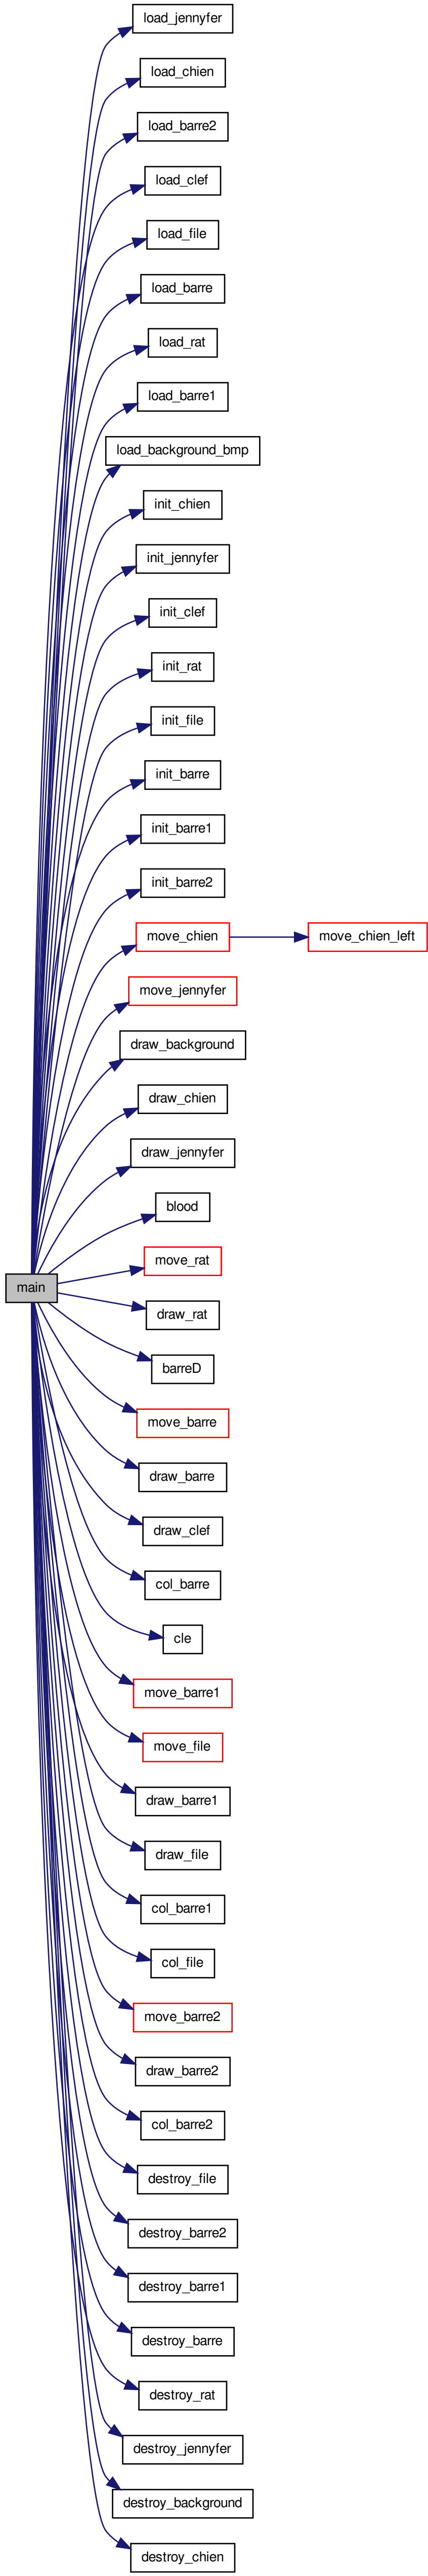 load_jennyfer
load_chien
load_barre2
load_clef
load_file
load_barre
load_rat
load_barre1
load_background_bmp
init_chien
init_jennyfer
init_clef
init_rat
init_file
init_barre
init_barre1
init_barre2
move_chien
move_chien_left
move_jennyfer
draw_background
draw_chien
draw_jennyfer
blood
move_rat
main
draw_rat
barreD
move_barre
draw_barre
draw_clef
col_barre
cle
move_barre1
move_file
draw_barre1
draw_file
col_barre1
col_file
move_barre2
draw_barre2
col_barre2
destroy_file
destroy_barre2
destroy_barre1
destroy_barre
destroy_rat
destroy_jennyfer
destroy_background
destroy_chien